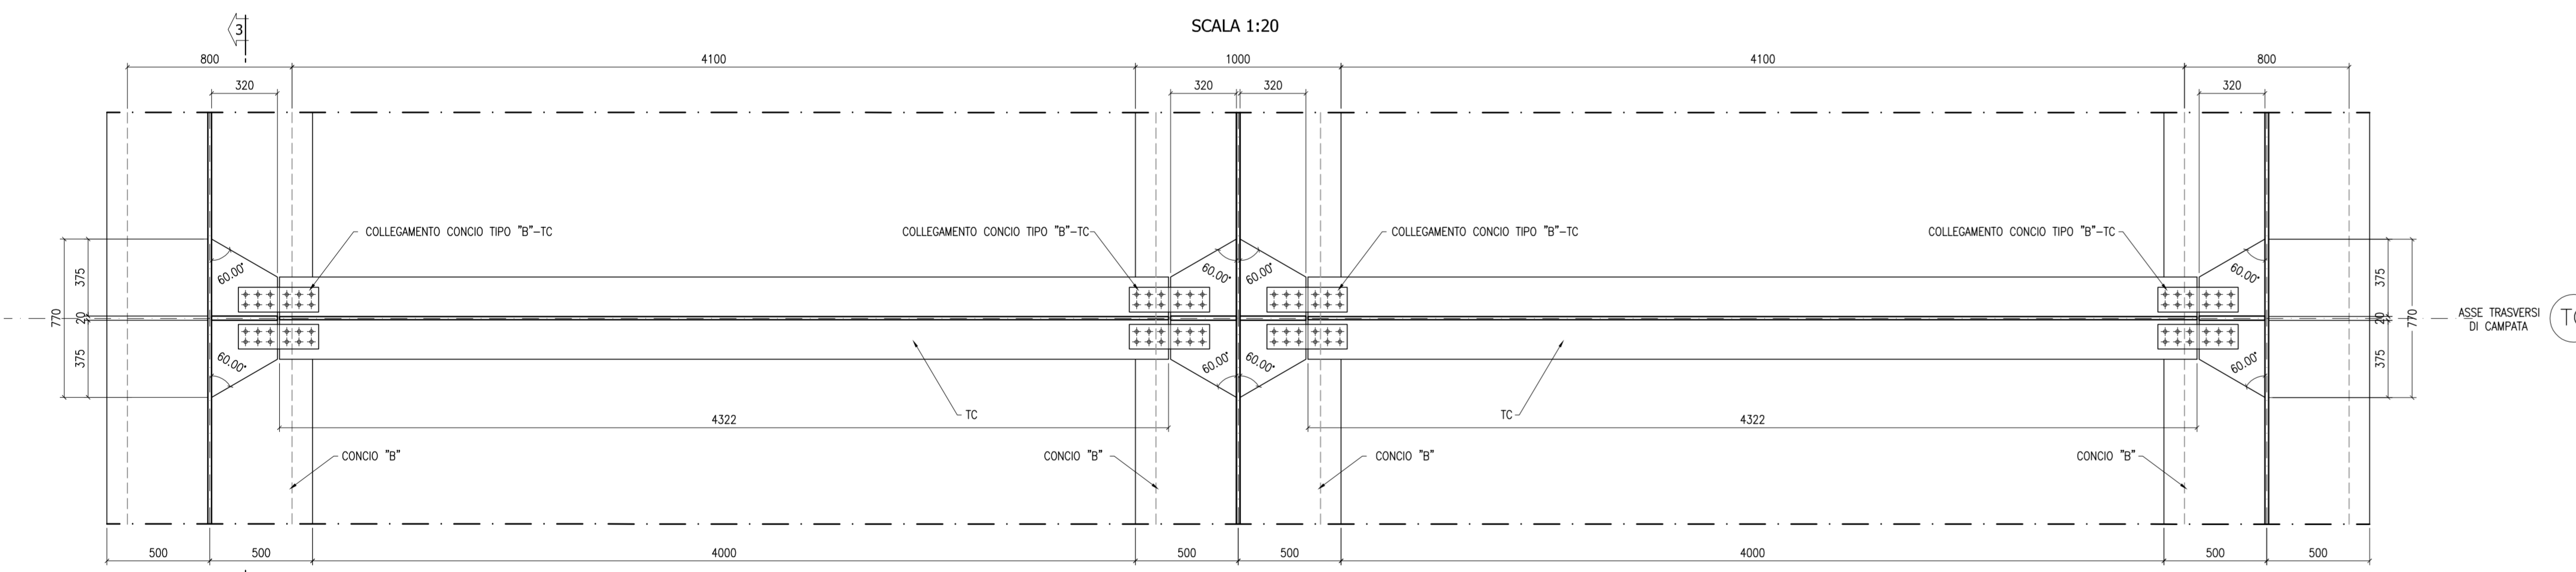 SCALA 1:20
3
800
4100
1000
4100
800
320
320
320
320
COLLEGAMENTO CONCIO TIPO "B"-TC
COLLEGAMENTO CONCIO TIPO "B"-TC
COLLEGAMENTO CONCIO TIPO "B"-TC
COLLEGAMENTO CONCIO TIPO "B"-TC
60.00°
60.00°
60.00°
60.00°
375
20
375
770
375
20
375
770
ASSE TRASVERSI
DI CAMPATA
60.00°
60.00°
60.00°
60.00°
TC
TC
4322
4322
CONCIO "B"
CONCIO "B"
CONCIO "B"
CONCIO "B"
500
500
4000
500
500
4000
500
500